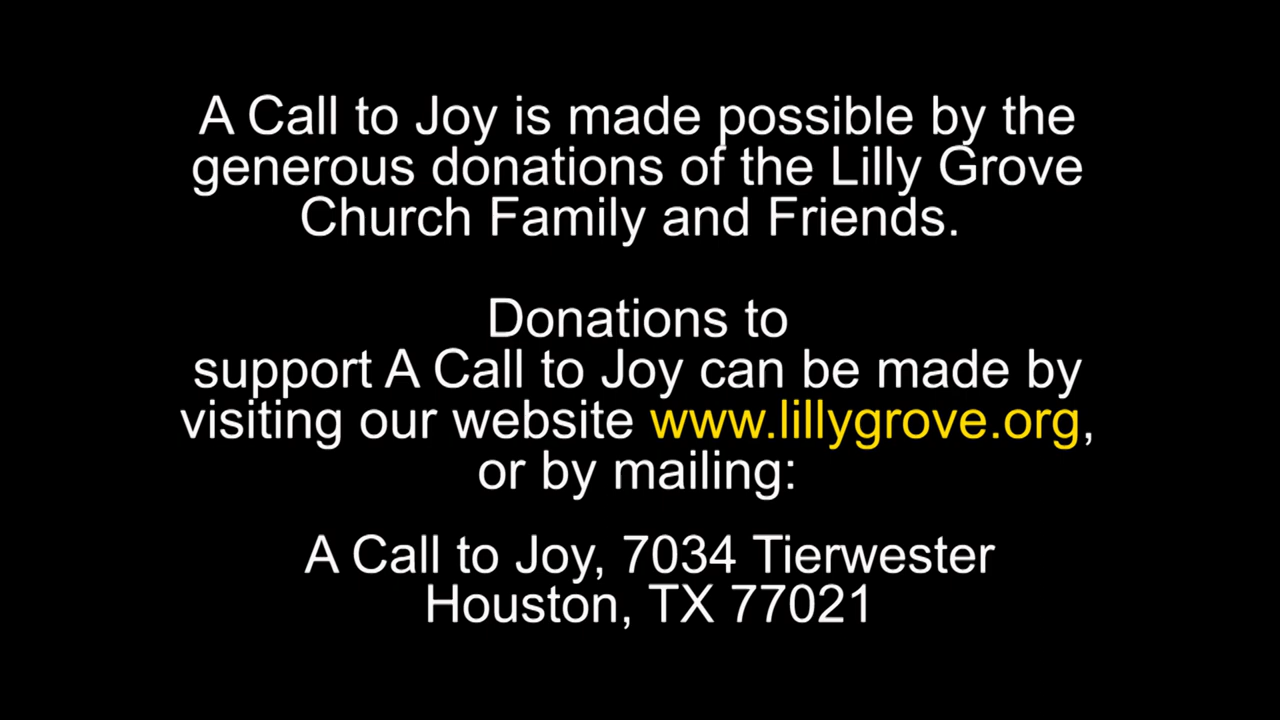 A Call to Joy is made possible by the
generous donations of the Lilly Grove
Church Family and Friends.
Donations to
support A Call to Joy can be made by
visiting our website www.lillygrove.org,
or by mailing:
A Call to Joy, 7034 Tierwester
Houston, TX 77021